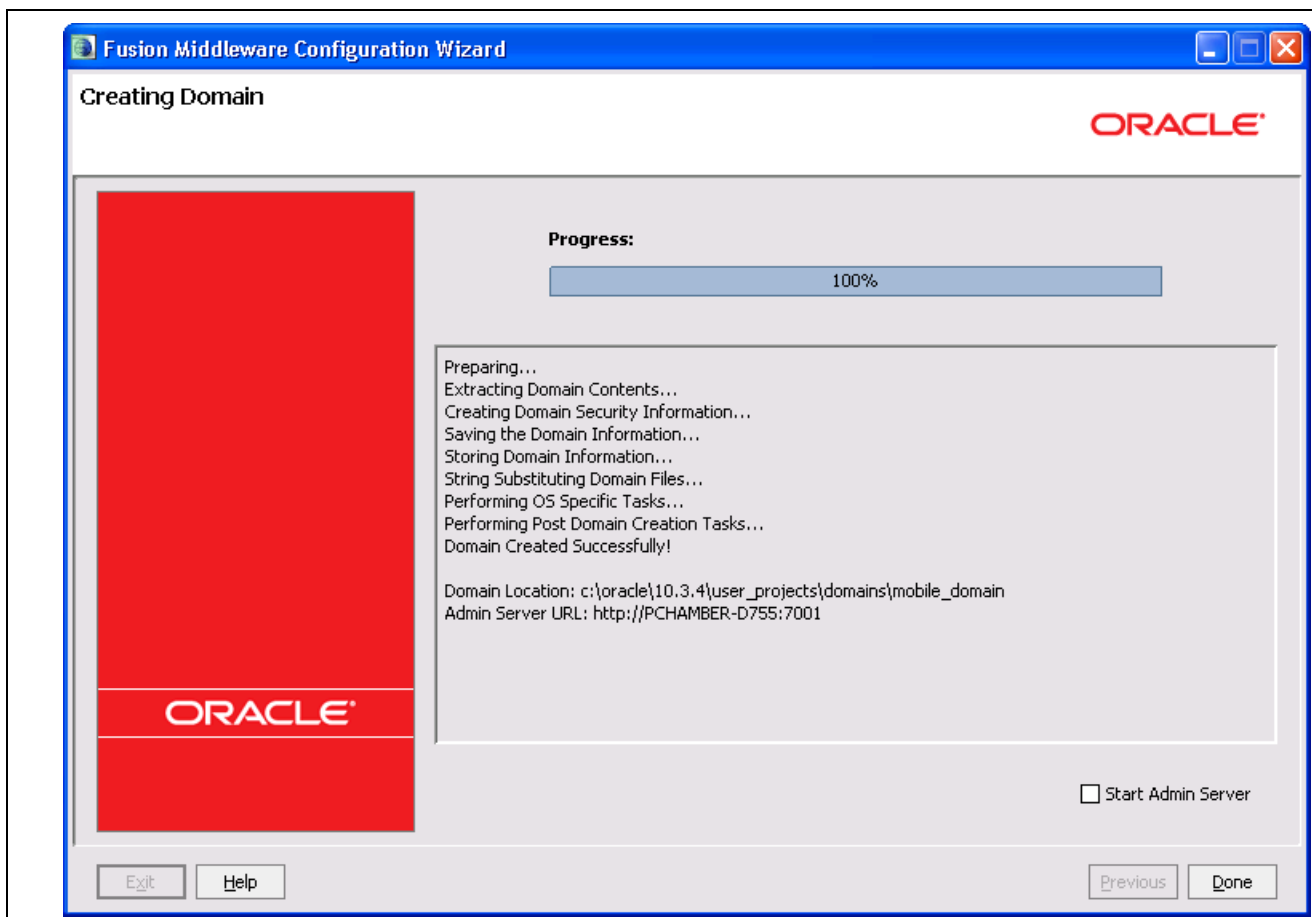 Fusion Middleware Configuration Wizard
Creating Domain
ORACLE
Progress:
100%
Preparing...
Extracting Domain Contents...
Creating Domain Security Information...
Saving the Domain Information...
Storing Domain Information...
String Substituting Domain Files...
Performing OS Specific Tasks...
Performing Post Domain Creation Tasks...
Domain Created Successfully!
Domain Location: c:\oracle\10.3.4\user_projects\domains\mobile_domain
Admin Server URL: http://PCHAMBER-D755:7001
ORACLE
Start Admin Server
Exit Help Previous Done